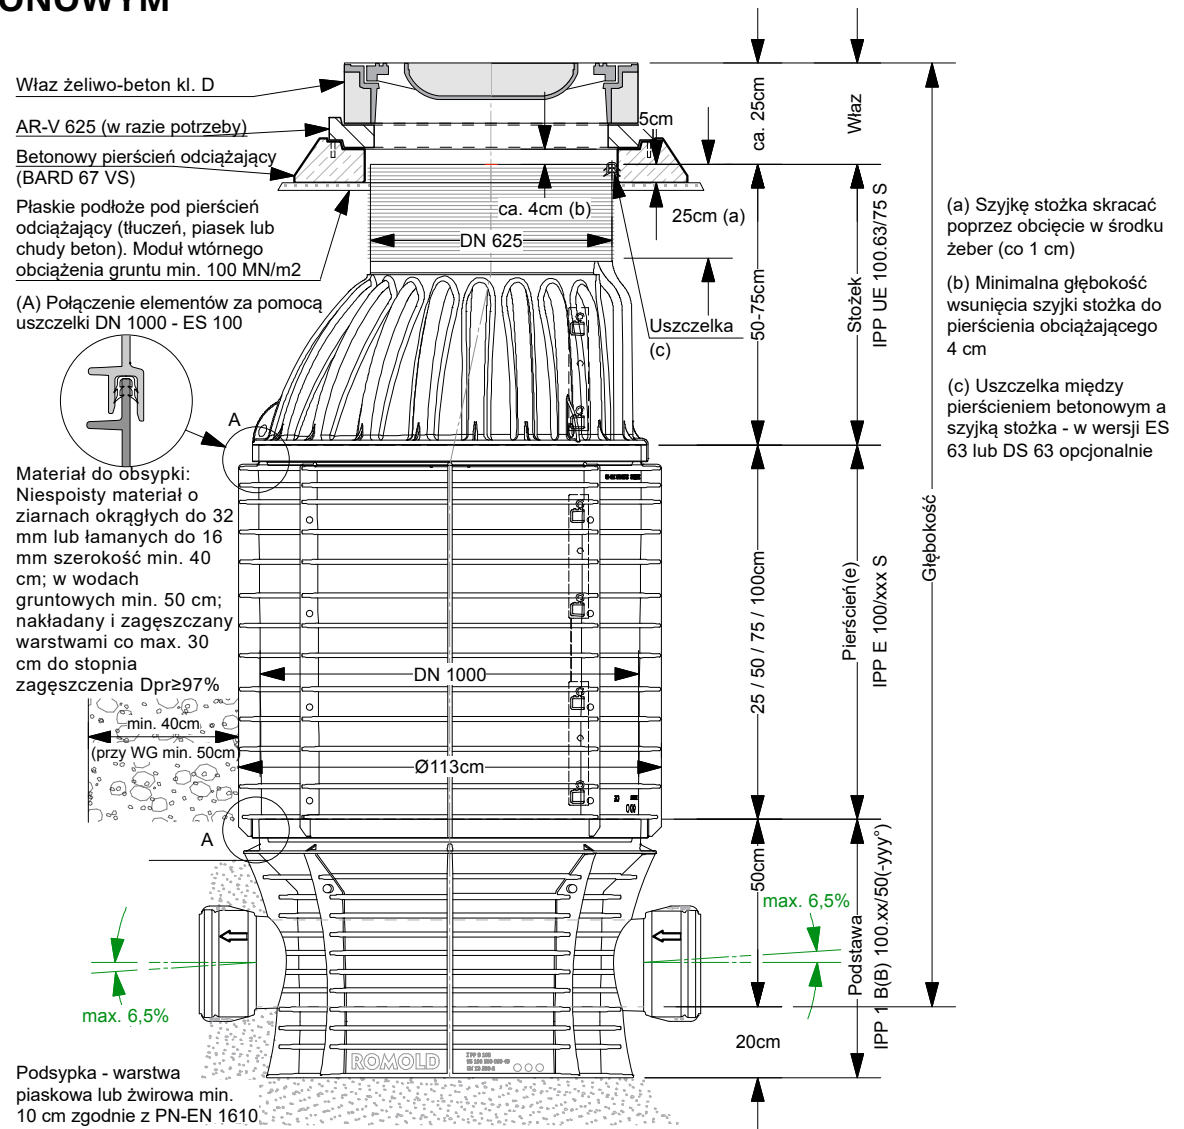 ONOWYM
Właz żeliwo-beton kl. D
AR-V 625 (w razie potrzeby)
Betonowy pierścień odciążający
(BARD 67 VS)
Płaskie podłoże pod pierścień
odciążający (tłuczeń, piasek lub
chudy beton). Moduł wtórnego
obciążenia gruntu min. 100 MN/m2
(A) Połączenie elementów za pomocą
uszczelki DN 1000 - ES 100
A
Materiał do obsypki:
Niespoisty materiał o
ziarnach okrągłych do 32
mm lub łamanych do 16
mm szerokość min. 40
cm; w wodach
gruntowych min. 50 cm;
nakładany i zagęszczany
warstwami co max. 30
cm do stopnia
zagęszczenia Dpr≥97%
min. 40cm
(przy WG min. 50cm)
A
max. 6,5%
Podsypka - warstwa
piaskowa lub żwirowa min.
10 cm zgodnie z PN-EN 1610
5cm
ca. 4cm (b)
25cm (a)
DN 625
Uszczelka
(c)
DN 1000
Ø113cm
ROMOLD
ca. 25cm
Właz
50-75cm
Stożek
IPP UE 100.63/75 S
25 / 50 / 75 / 100cm
Pierścień(e)
IPP E 100/xxx S
Głębokość
50cm
max. 6,5%
Podstawa
IPP 1 B(B) 100.xx/50(-yyy°)
20cm
(a) Szyjkę stożka skracać
poprzez obcięcie w środku
żeber (co 1 cm)
(b) Minimalna głębokość
wsunięcia szyjki stożka do
pierścienia obciążającego
4 cm
(c) Uszczelka między
pierścieniem betonowym a
szyjką stożka - w wersji ES
63 lub DS 63 opcjonalnie